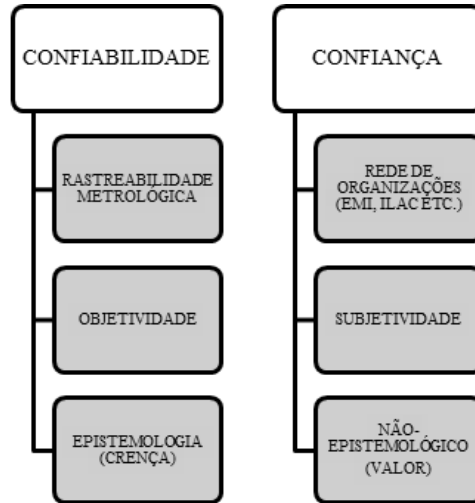 CONFIABILIDADE
RASTREABILIDADE
METROLÓGICA
OBJETIVIDADE
EPISTEMOLOGIA
(CRENÇA)
CONFIANÇA
REDE DE
ORGANIZAÇÕES
(EMI, ILAC ETC.)
SUBJETIVIDADE
NÃO-
EPISTEMOLÓGICO
(VALOR)